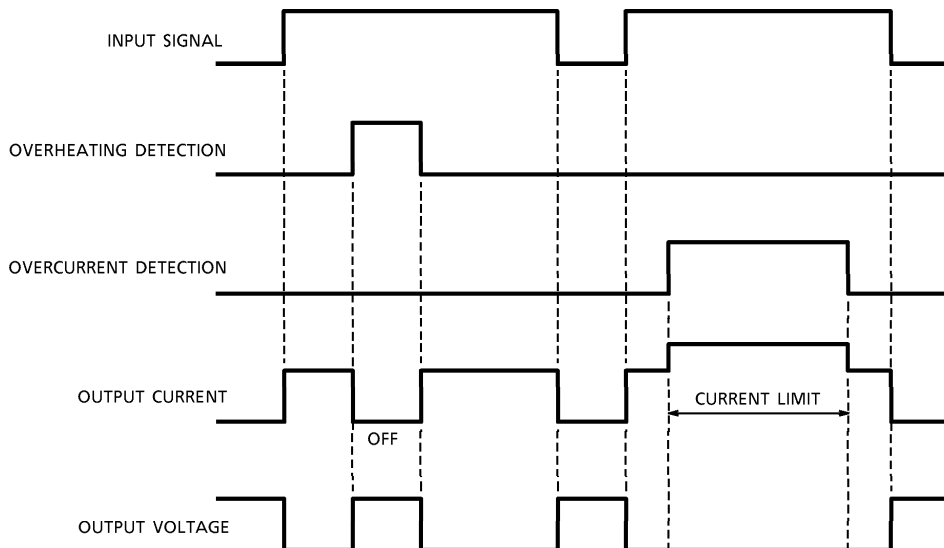 INPUT SIGNAL
OVERHEATING DETECTION
OVERCURRENT DETECTION
OUTPUT CURRENT
CURRENT LIMIT
OFF
OUTPUT VOLTAGE